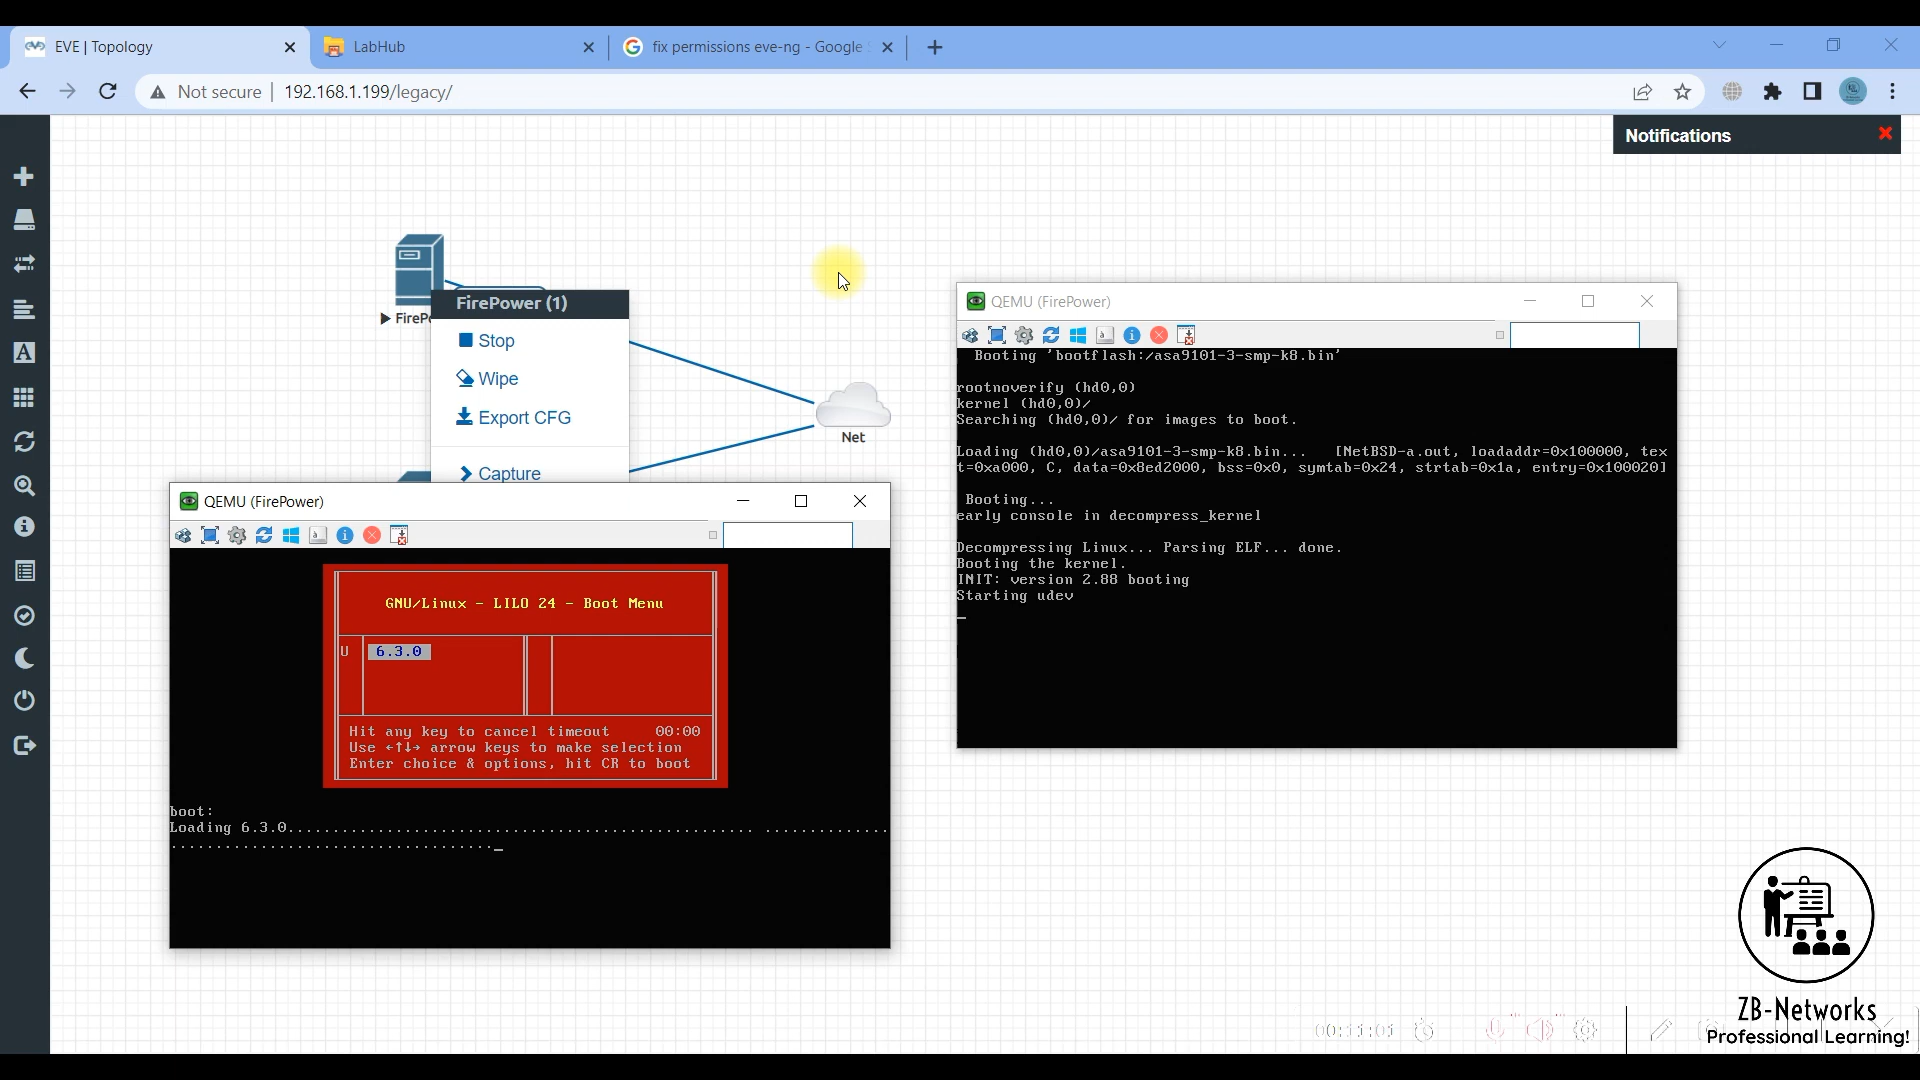 EVE | Topology
LabHub
fix permissions eve-ng - Google
Not secure
192.168.1.199/legacy/
Notifications
FirePower (1)
Stop
Wipe
Export CFG
Capture
Net
QEMU (FirePower)
GNU/Linux - LILO 24 - Boot Menu
U
6.3.0
Hit any key to cancel timeout 00:00
Use ←↑↓→ arrow keys to make selection
Enter choice & options, hit CR to boot
boot:
Loading 6.3.0.................................................... ..............
....................................
QEMU (FirePower)
Booting 'bootflash:/asa9101-3-smp-k8.bin'
rootnoverify (hd0,0)
kernel (hd0,0)/
Searching (hd0,0)/ for images to boot.
Loading (hd0,0)/asa9101-3-smp-k8.bin... [NetBSD-a.out, loadaddr=0x100000, tex
t=0xa000, C, data=0x8ed2000, bss=0x0, symtab=0x24, strtab=0x1a, entry=0x100020]
Booting...
early console in decompress_kernel
Decompressing Linux... Parsing ELF... done.
Booting the kernel.
INIT: version 2.88 booting
Starting udev
ZB-Networks
Professional Learning!